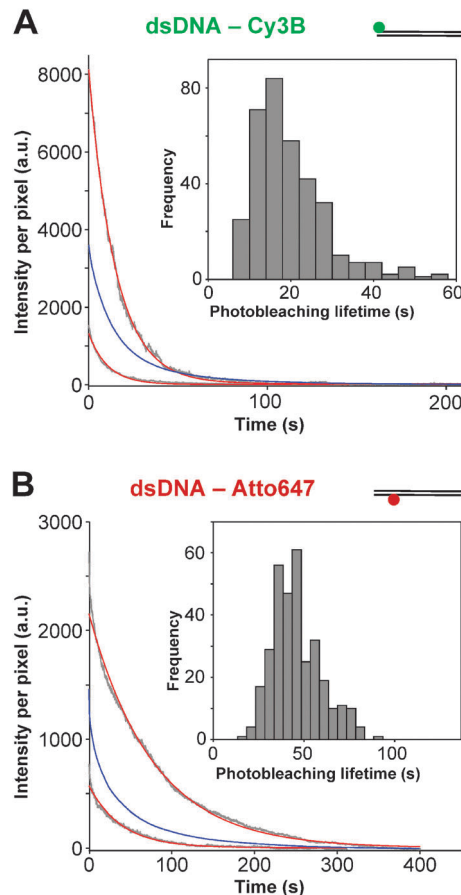 A
dsDNA – Cy3B
Intensity per pixel (a.u.)
8000
6000
4000
2000
0
0 100 200
Time (s)
Frequency
80
40
0
0 20 40 60
Photobleaching lifetime (s)
B
dsDNA – Atto647
Intensity per pixel (a.u.)
3000
2000
1000
0
0 100 200 300 400
Time (s)
Frequency
60
40
20
0
0 50 100
Photobleaching lifetime (s)